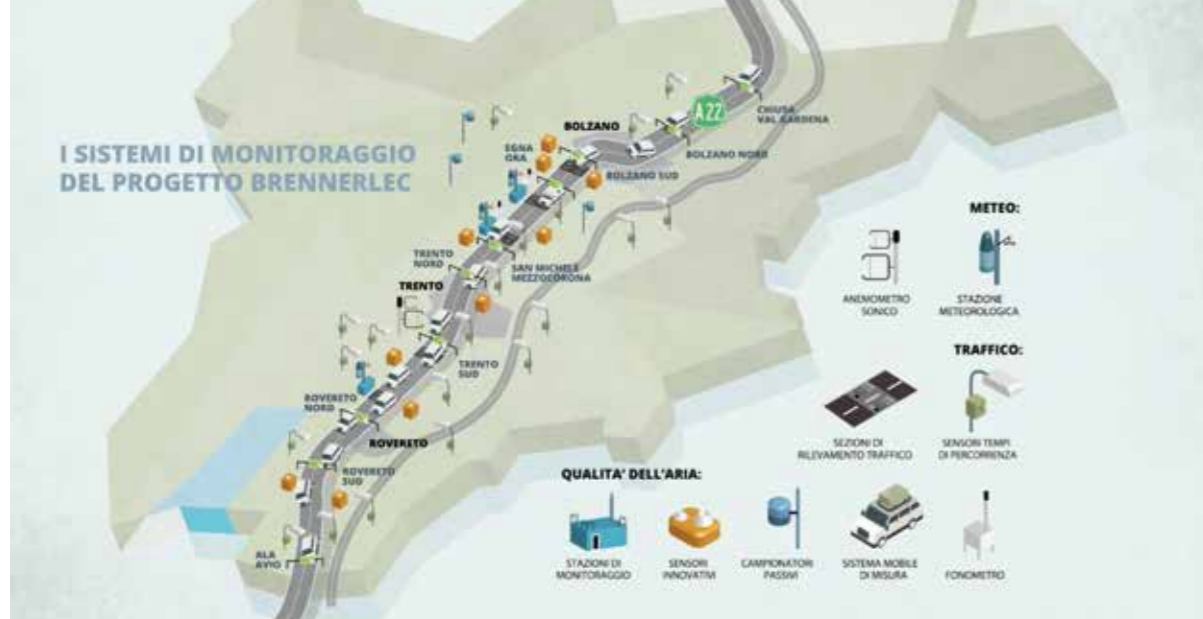 I SISTEMI DI MONITORAGGIO
DEL PROGETTO BRENNERLEC
A22
CHIUSA
VAL GARDENA
BOLZANO
BOLZANO NORD
EGNA
ORA
BOLZANO SUD
TRENTO
NORD
SAN MICHELE
MEZZOCORONA
TRENTO
TRENTO
SUD
ROVERETO
NORD
ROVERETO
ROVERETO
SUD
ALA
AVIO
METEO:
ANEMOMETRO
SONICO
STAZIONE
METEOROLOGICA
TRAFFICO:
SEZIONI DI
RILEVAMENTO TRAFFICO
SENSORI TEMPI
DI PERCORRENZA
QUALITA' DELL'ARIA:
STAZIONI DI
MONITORAGGIO
SENSORI
INNOVATIVI
CAMPIONATORI
PASSIVI
SISTEMA MOBILE
DI MISURA
FONOMETRO